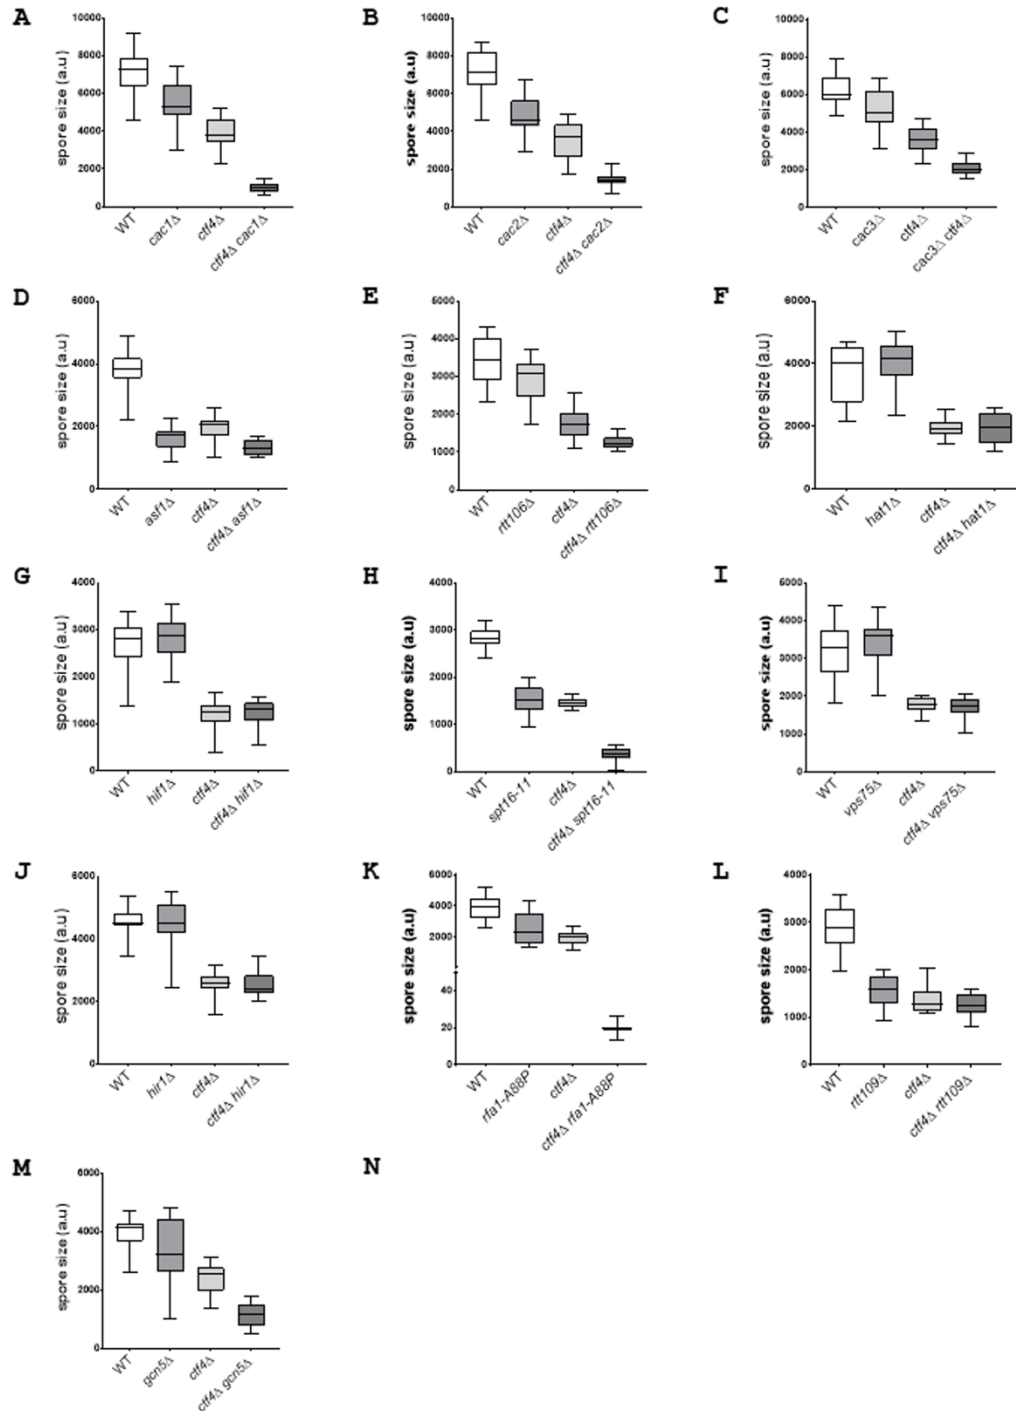 A
spore size (a.u)
10000
8000
6000
4000
2000
0
WT
cac1Δ
ctf4Δ
ctf4Δ cac1Δ
B
spore size (a.u)
10000
8000
6000
4000
2000
0
WT
cac2Δ
ctf4Δ
ctf4Δ cac2Δ
C
spore size (a.u)
10000
8000
6000
4000
2000
0
WT
cac3Δ
ctf4Δ
cac3Δ ctf4Δ
D
spore size (a.u)
6000
4000
2000
0
WT
asf1Δ
ctf4Δ
ctf4Δ asf1Δ
E
spore size (a.u)
5000
4000
3000
2000
1000
0
WT
rtt106Δ
ctf4Δ
ctf4Δ rtt106Δ
F
spore size (a.u)
6000
4000
2000
0
WT
hat1Δ
ctf4Δ
ctf4Δ hat1Δ
G
spore size (a.u)
4000
3000
2000
1000
0
WT
hif1Δ
ctf4Δ
ctf4Δ hif1Δ
H
spore size (a.u)
4000
3000
2000
1000
0
WT
spt16-11
ctf4Δ
ctf4Δ spt16-11
I
spore size (a.u)
5000
4000
3000
2000
1000
0
WT
vps75Δ
ctf4Δ
ctf4Δ vps75Δ
J
spore size (a.u)
6000
4000
2000
0
WT
hir1Δ
ctf4Δ
ctf4Δ hir1Δ
K
spore size (a.u)
6000
4000
2000
40
20
0
WT
rfa1-A88P
ctf4Δ
ctf4Δ rfa1-A88P
L
spore size (a.u)
4000
3000
2000
1000
0
WT
rtt109Δ
ctf4Δ
ctf4Δ rtt109Δ
M
spore size (a.u)
6000
4000
2000
0
WT
gcn5Δ
ctf4Δ
ctf4Δ gcn5Δ
N